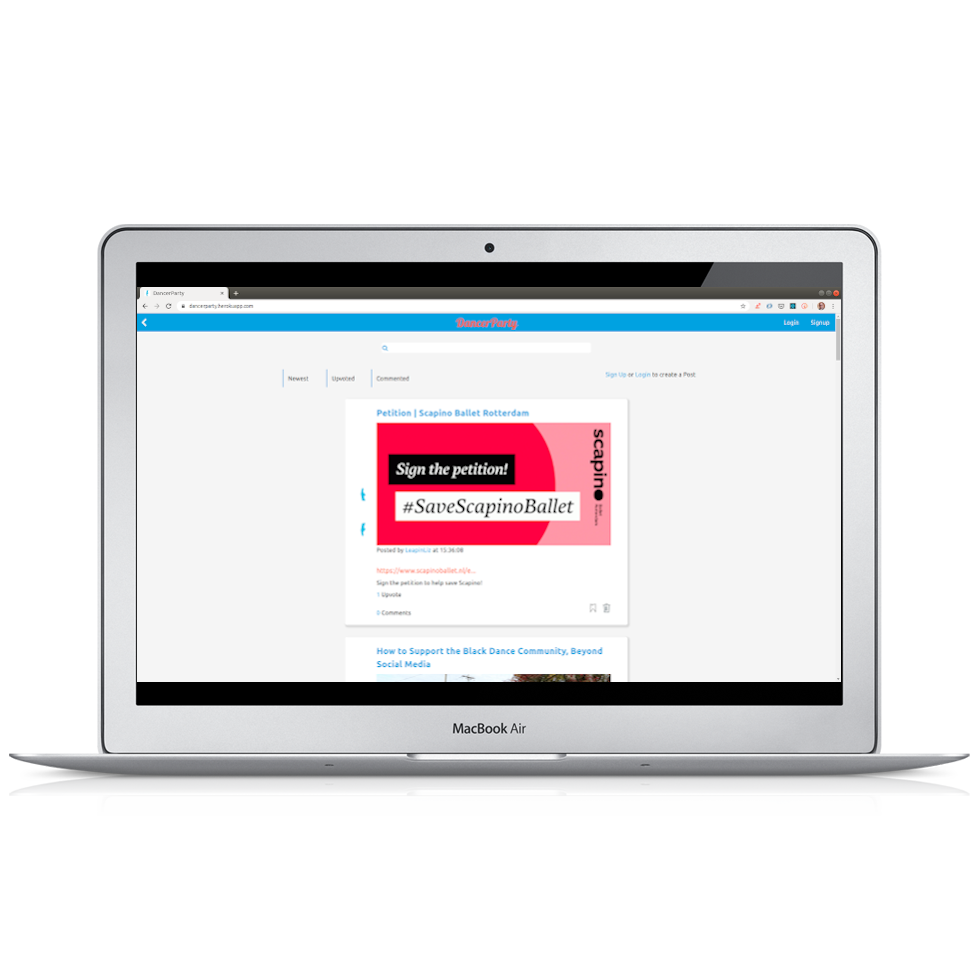 DancerParty
dancerparty.herokuapp.com
DancerParty
Login Signup
Newest Upvoted Commented
Sign Up or Login to create a Post
Petition | Scapino Ballet Rotterdam
Sign the petition!
#SaveScapinoBallet
scapino
Posted by LeapinLiz at 15:36:08
https://www.scapinoballet.nl/e...
Sign the petition to help save Scapino!
1 Upvote
0 Comments
How to Support the Black Dance Community, Beyond
Social Media
MacBook Air